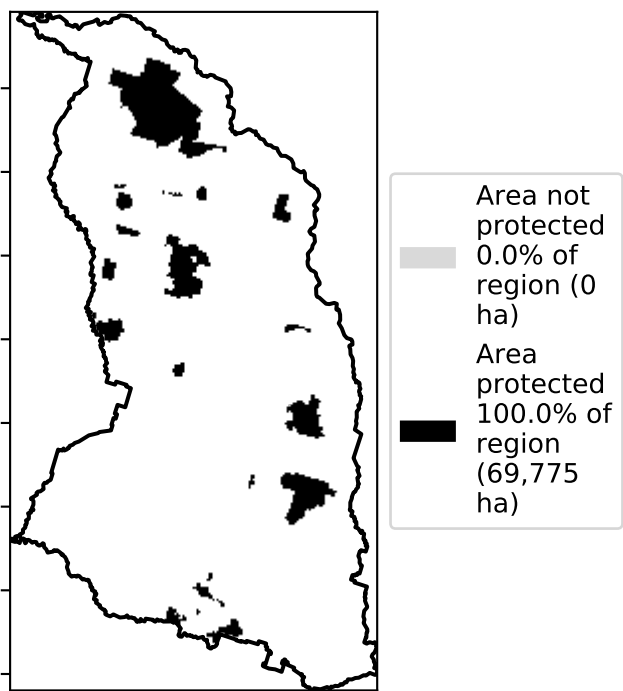 Area not
protected
0.0% of
region (0
ha)
Area
protected
100.0% of
region
(69,775
ha)